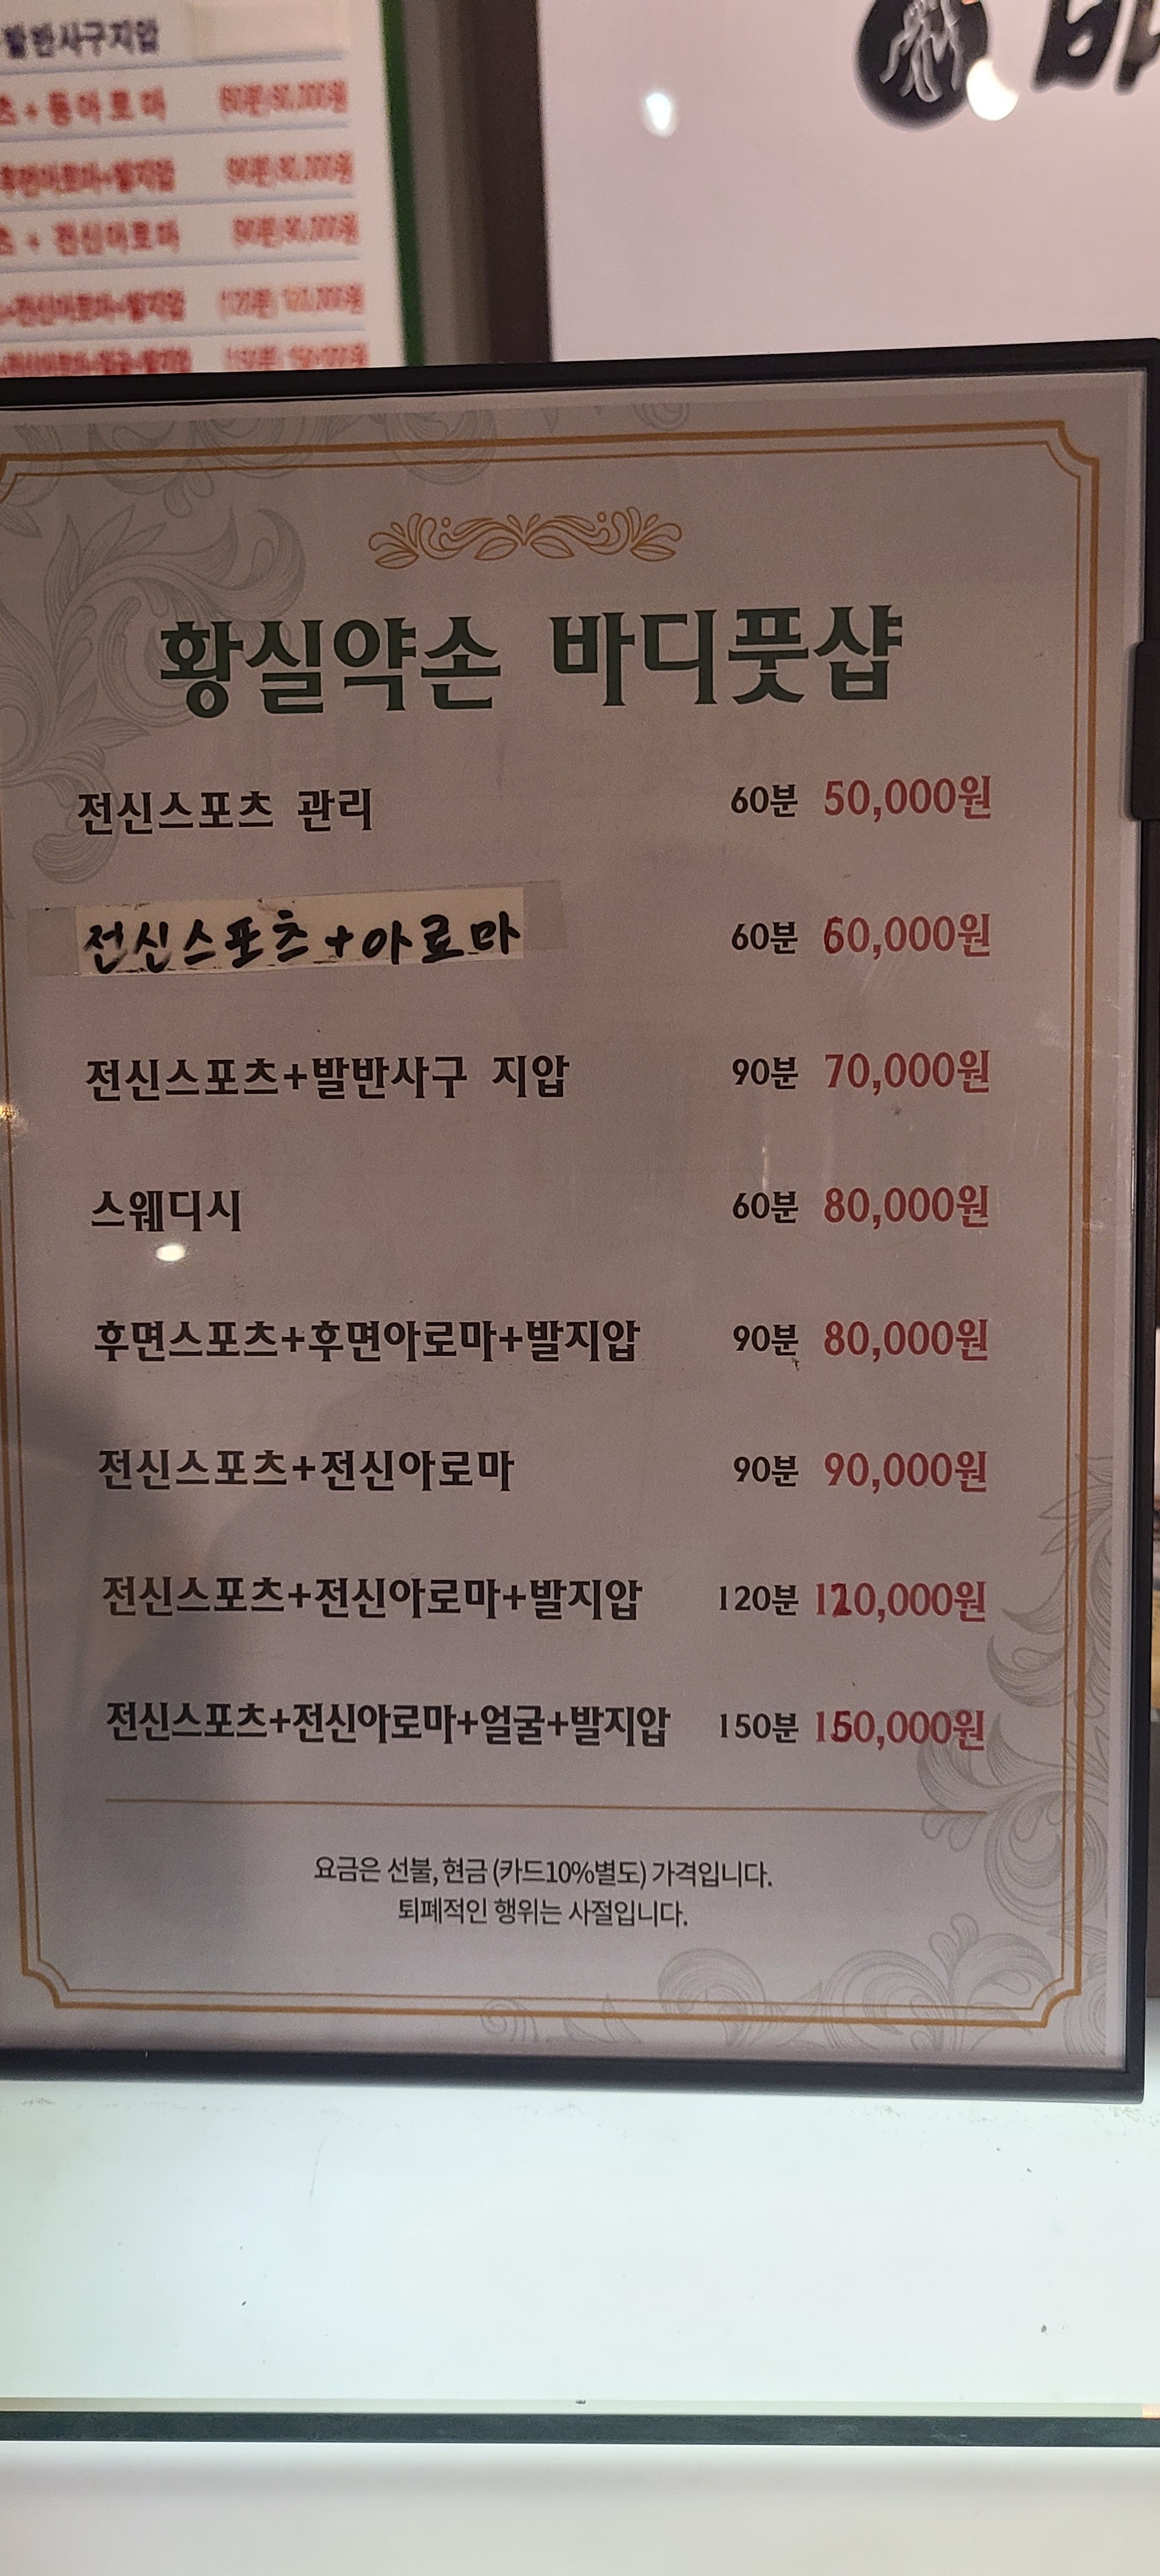 발반사구지압
황실약손 바디풋샵
전신스포츠 관리 60분 50,000원
전신스포츠+아로마 60분 60,000원
전신스포츠+발반사구 지압 90분 70,000원
스웨디시 60분 80,000원
후면스포츠+후면아로마+발지압 90분 80,000원
전신스포츠+전신아로마 90분 90,000원
전신스포츠+전신아로마+발지압 120분 120,000원
전신스포츠+전신아로마+얼굴+발지압 150분 150,000원
요금은 선불, 현금 (카드10%별도) 가격입니다.
퇴폐적인 행위는 사절입니다.